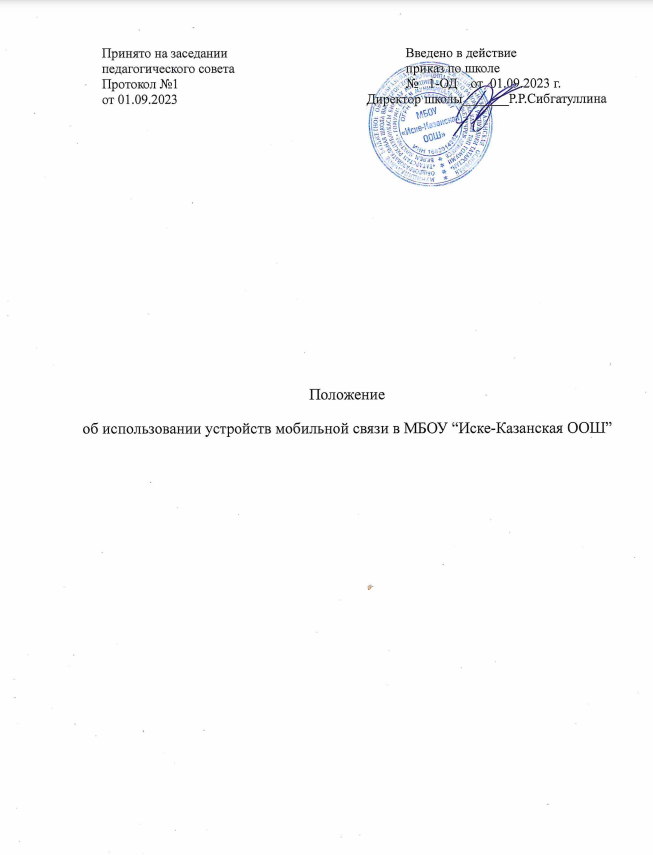 Принято на заседании
педагогического совета
Протокол №1
от 01.09.2023
Введено в действие
приказ по школе
№ 1-ОД от 01.09.2023 г.
Директор школы_______Р.Р.Сибгатуллина
МБОУ
«Иске-Казанская
ООШ»
Положение
об использовании устройств мобильной связи в МБОУ “Иске-Казанская ООШ”